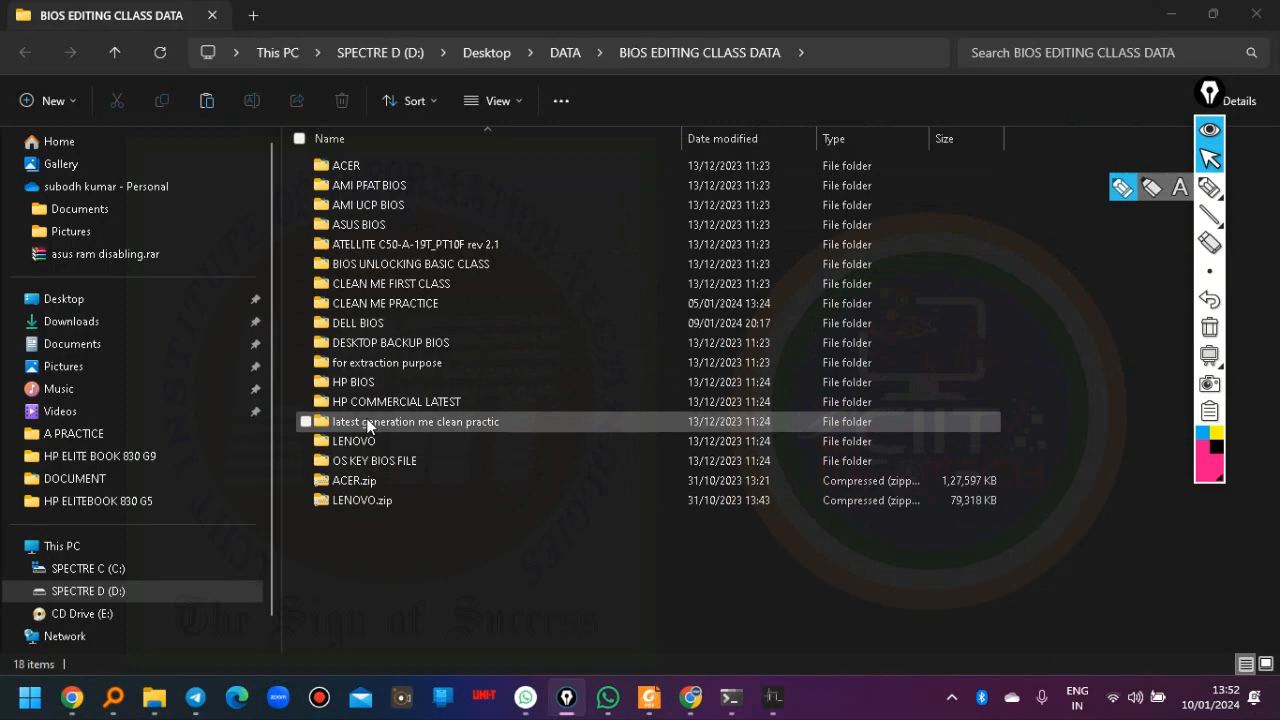 BIOS EDITING CLLASS DATA
This PC > SPECTRE D (D:) > Desktop > DATA > BIOS EDITING CLLASS DATA >
Search BIOS EDITING CLLASS DATA
New
Sort
View
Details
Home
Gallery
subodh kumar - Personal
Documents
Pictures
asus ram disabling.rar
Desktop
Downloads
Documents
Pictures
Music
Videos
A PRACTICE
HP ELITE BOOK 830 G9
DOCUMENT
HP ELITEBOOK 830 G5
This PC
SPECTRE C (C:)
SPECTRE D (D:)
CD Drive (E:)
Network
Name Date modified Type Size
ACER 13/12/2023 11:23 File folder
AMI PFAT BIOS 13/12/2023 11:23 File folder
AMI UCP BIOS 13/12/2023 11:23 File folder
ASUS BIOS 13/12/2023 11:23 File folder
ATELLITE C50-A-19T_PT10F rev 2.1 13/12/2023 11:23 File folder
BIOS UNLOCKING BASIC CLASS 13/12/2023 11:23 File folder
CLEAN ME FIRST CLASS 13/12/2023 11:23 File folder
CLEAN ME PRACTICE 05/01/2024 13:24 File folder
DELL BIOS 09/01/2024 20:17 File folder
DESKTOP BACKUP BIOS 13/12/2023 11:23 File folder
for extraction purpose 13/12/2023 11:23 File folder
HP BIOS 13/12/2023 11:24 File folder
HP COMMERCIAL LATEST 13/12/2023 11:24 File folder
latest generation me clean practic 13/12/2023 11:24 File folder
LENOVO 13/12/2023 11:24 File folder
OS KEY BIOS FILE 13/12/2023 11:24 File folder
ACER.zip 31/10/2023 13:21 Compressed (zipp... 1,27,597 KB
LENOVO.zip 31/10/2023 13:43 Compressed (zipp... 79,318 KB
A
The Sign of Success
18 items
zoom
UNI-T
ENG
IN
13:52
10/01/2024